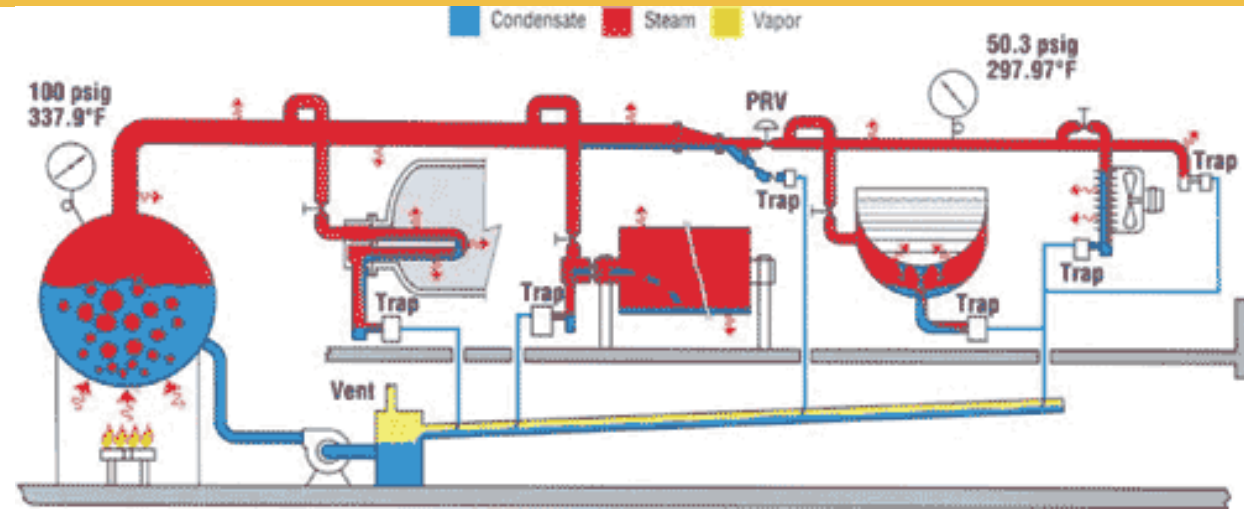 Condensate Steam Vapor
50.3 psig
297.97°F
100 psig
337.9°F
PRV
Trap
Trap
Trap
Trap
Trap
Trap
Vent